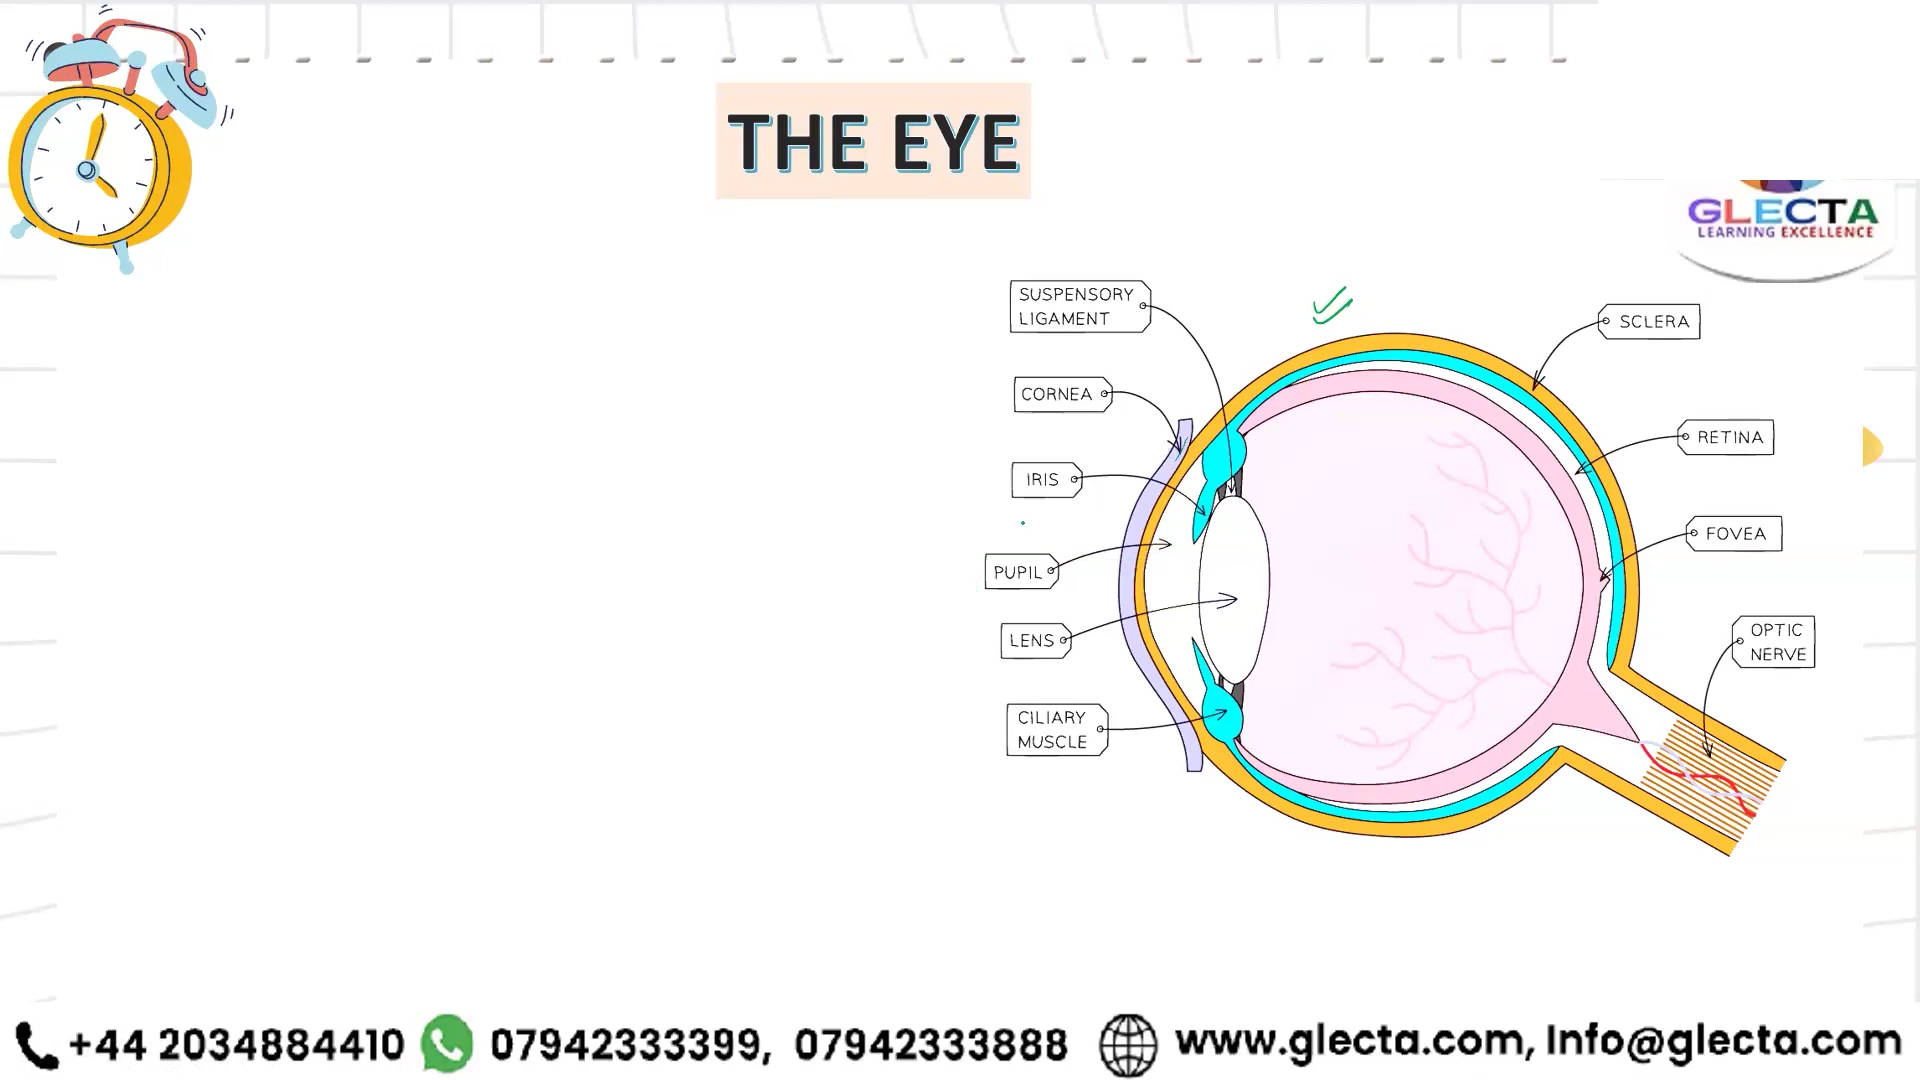 THE EYE
GLECTA
LEARNING EXCELLENCE
SUSPENSORY
LIGAMENT
CORNEA
IRIS
PUPIL
LENS
CILIARY
MUSCLE
SCLERA
RETINA
FOVEA
OPTIC
NERVE
+44 2034884410 07942333399, 07942333888 www.glecta.com, Info@glecta.com